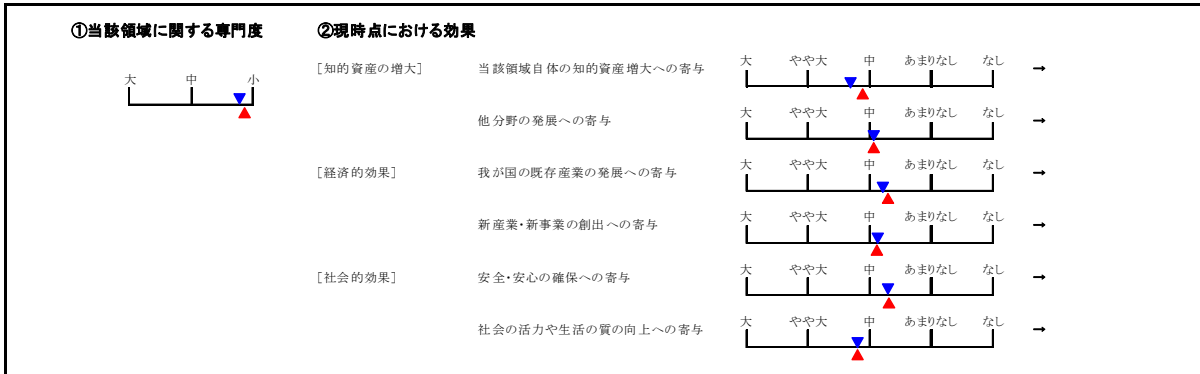 ①当該領域に関する専門度
大 中 小
②現時点における効果
[知的資産の増大] 当該領域自体の知的資産増大への寄与 大 やや大 中 あまりなし なし →
他分野の発展への寄与 大 やや大 中 あまりなし なし →
[経済的効果] 我が国の既存産業の発展への寄与 大 やや大 中 あまりなし なし →
新産業・新事業の創出への寄与 大 やや大 中 あまりなし なし →
[社会的効果] 安全・安心の確保への寄与 大 やや大 中 あまりなし なし →
社会の活力や生活の質の向上への寄与 大 やや大 中 あまりなし なし →